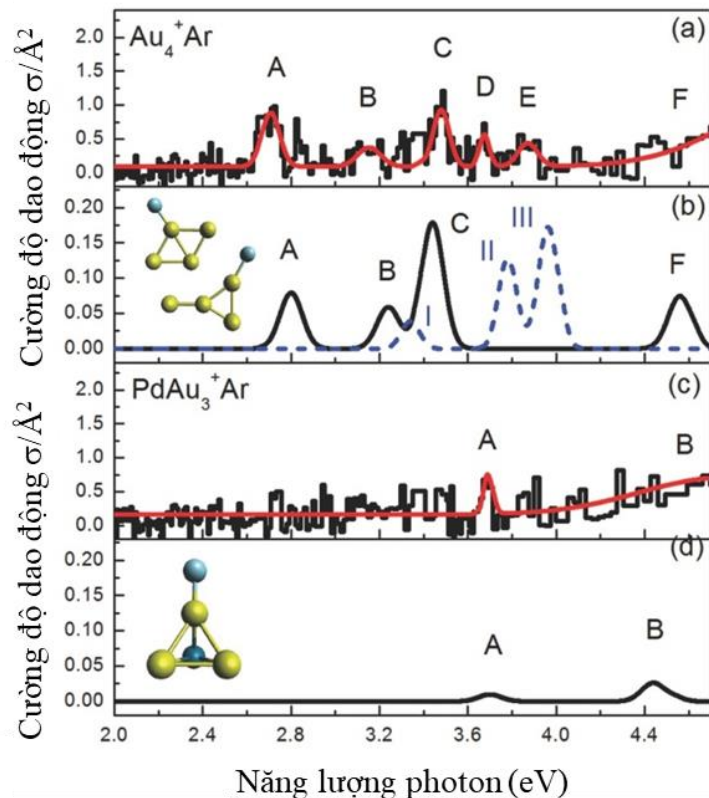 Au₄⁺Ar
(a)
A
B
C
D
E
F
2.0
1.5
1.0
0.5
0.0
(b)
A
B
C
I
II
III
F
0.20
0.15
0.10
0.05
0.00
Cường độ dao động σ/Å²
PdAu₃⁺Ar
(c)
A
B
2.0
1.5
1.0
0.5
0.0
(d)
A
B
0.20
0.15
0.10
0.05
0.00
Cường độ dao động σ/Å²
2.0 2.4 2.8 3.2 3.6 4.0 4.4
Năng lượng photon (eV)